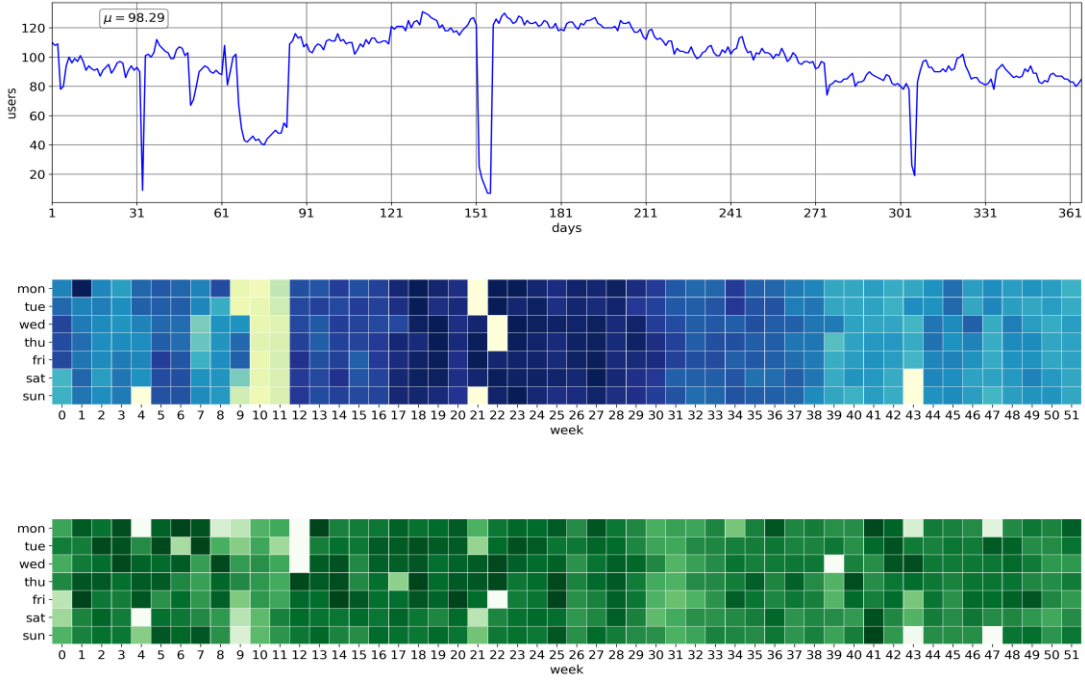 μ = 98.29
120
100
80
60
40
20
users
1 31 61 91 121 151 181 211 241 271 301 331 361
days
mon
tue
wed
thu
fri
sat
sun
0 1 2 3 4 5 6 7 8 9 10 11 12 13 14 15 16 17 18 19 20 21 22 23 24 25 26 27 28 29 30 31 32 33 34 35 36 37 38 39 40 41 42 43 44 45 46 47 48 49 50 51
week
mon
tue
wed
thu
fri
sat
sun
0 1 2 3 4 5 6 7 8 9 10 11 12 13 14 15 16 17 18 19 20 21 22 23 24 25 26 27 28 29 30 31 32 33 34 35 36 37 38 39 40 41 42 43 44 45 46 47 48 49 50 51
week